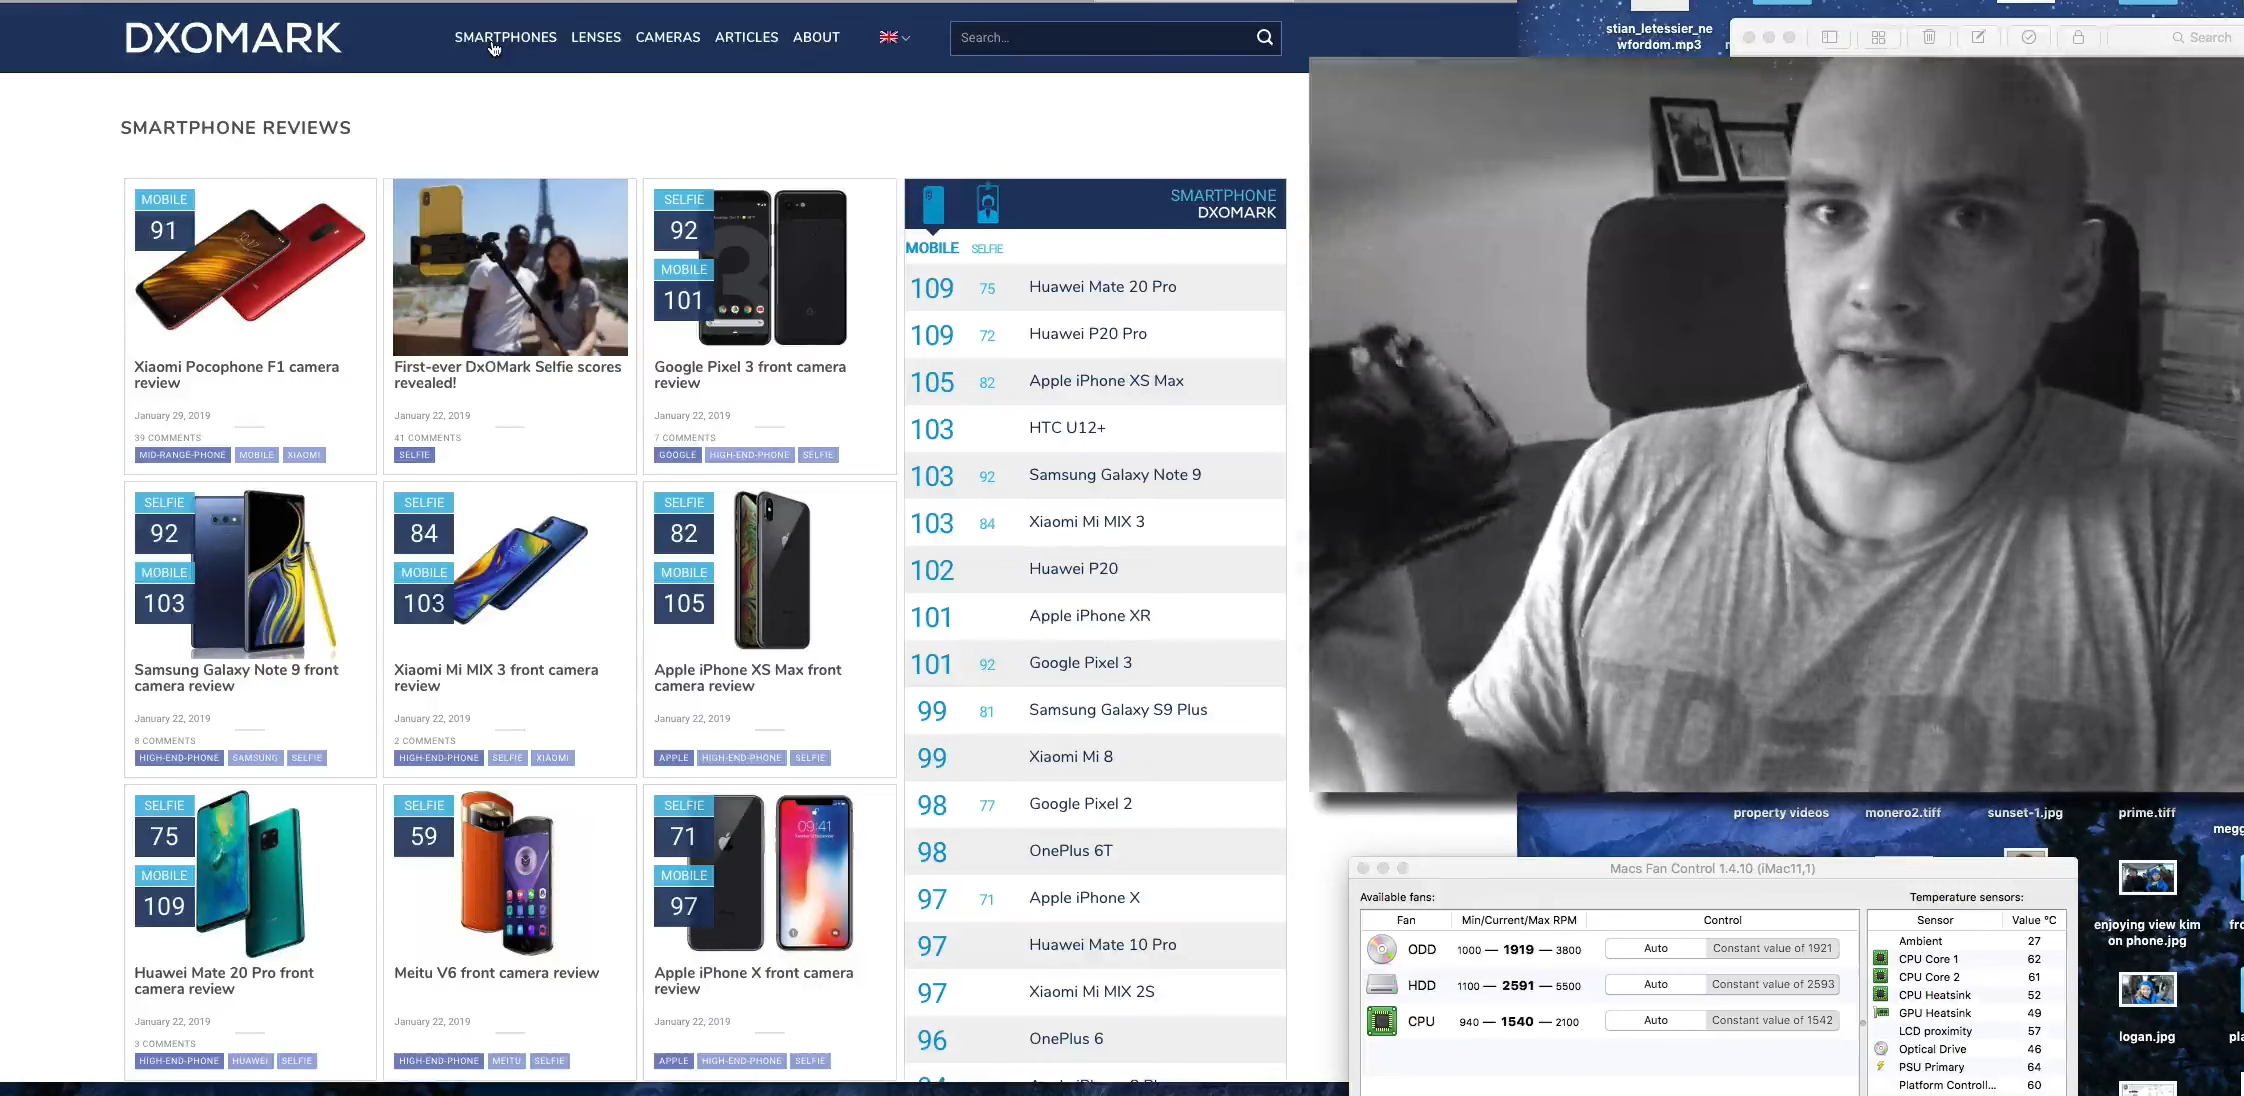 DXOMARK
SMARTPHONES LENSES CAMERAS ARTICLES ABOUT
Search...
SMARTPHONE REVIEWS
MOBILE
91
Xiaomi Pocophone F1 camera
review
January 29, 2019
39 COMMENTS
MID-RANGE-PHONE MOBILE XIAOMI
First-ever DxOMark Selfie scores
revealed!
January 22, 2019
41 COMMENTS
SELFIE
SELFIE
92
MOBILE
101
Google Pixel 3 front camera
review
January 22, 2019
7 COMMENTS
GOOGLE HIGH-END-PHONE SELFIE
SELFIE
92
MOBILE
103
Samsung Galaxy Note 9 front
camera review
January 22, 2019
8 COMMENTS
HIGH-END-PHONE SAMSUNG SELFIE
SELFIE
84
MOBILE
103
Xiaomi Mi MIX 3 front camera
review
January 22, 2019
2 COMMENTS
HIGH-END-PHONE SELFIE XIAOMI
SELFIE
82
MOBILE
105
Apple iPhone XS Max front
camera review
January 22, 2019
APPLE HIGH-END-PHONE SELFIE
SELFIE
75
MOBILE
109
Huawei Mate 20 Pro front
camera review
January 22, 2019
3 COMMENTS
HIGH-END-PHONE HUAWEI SELFIE
SELFIE
59
Meitu V6 front camera review
January 22, 2019
HIGH-END-PHONE MEITU SELFIE
SELFIE
71
MOBILE
97
09:41
Apple iPhone X front camera
review
January 22, 2019
APPLE HIGH-END-PHONE SELFIE
SMARTPHONE
DXOMARK
MOBILE SELFIE
109 75 Huawei Mate 20 Pro
109 72 Huawei P20 Pro
105 82 Apple iPhone XS Max
103 HTC U12+
103 92 Samsung Galaxy Note 9
103 84 Xiaomi Mi MIX 3
102 Huawei P20
101 Apple iPhone XR
101 92 Google Pixel 3
99 81 Samsung Galaxy S9 Plus
99 Xiaomi Mi 8
98 77 Google Pixel 2
98 OnePlus 6T
97 71 Apple iPhone X
97 Huawei Mate 10 Pro
97 Xiaomi Mi MIX 2S
96 OnePlus 6
stian_letessier_ne
wfordom.mp3
Search
property videos monero2.tiff sunset-1.jpg prime.tiff
Macs Fan Control 1.4.10 (iMac11,1)
Available fans: Temperature sensors:
Fan Min/Current/Max RPM Control
ODD 1000 — 1919 — 3800 Auto Constant value of 1921
HDD 1100 — 2591 — 5500 Auto Constant value of 2593
CPU 940 — 1540 — 2100 Auto Constant value of 1542
Sensor Value °C
Ambient 27
CPU Core 1 62
CPU Core 2 61
CPU Heatsink 52
GPU Heatsink 49
LCD proximity 57
Optical Drive 46
PSU Primary 64
Platform Controll... 60
enjoying view kim
on phone.jpg
logan.jpg